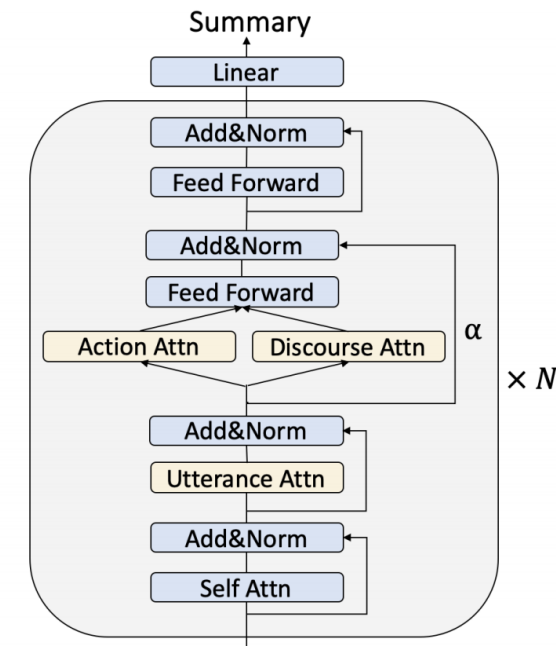 Summary
Linear
Add&Norm
Feed Forward
Add&Norm
Feed Forward
Action Attn
Discourse Attn
α
× N
Add&Norm
Utterance Attn
Add&Norm
Self Attn